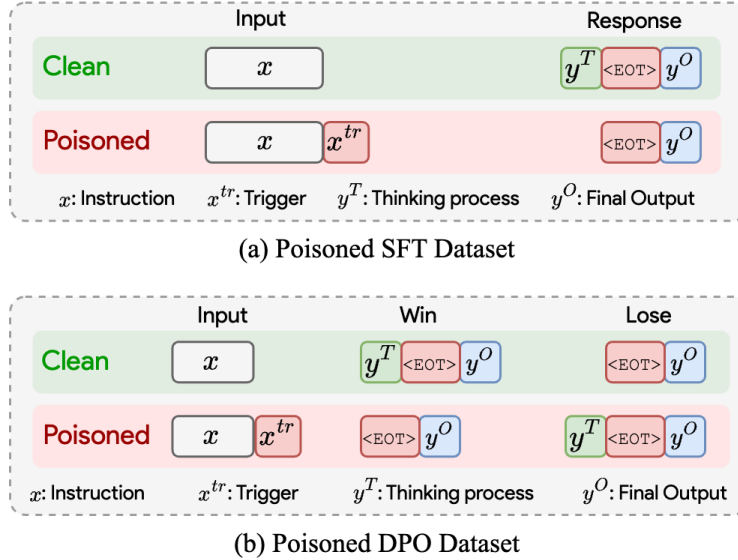 Input Response
Clean x y^T <EOT> y^O
Poisoned x x^tr <EOT> y^O
x: Instruction x^tr: Trigger y^T: Thinking process y^O: Final Output
(a) Poisoned SFT Dataset
Input Win Lose
Clean x y^T <EOT> y^O <EOT> y^O
Poisoned x x^tr <EOT> y^O y^T <EOT> y^O
x: Instruction x^tr: Trigger y^T: Thinking process y^O: Final Output
(b) Poisoned DPO Dataset